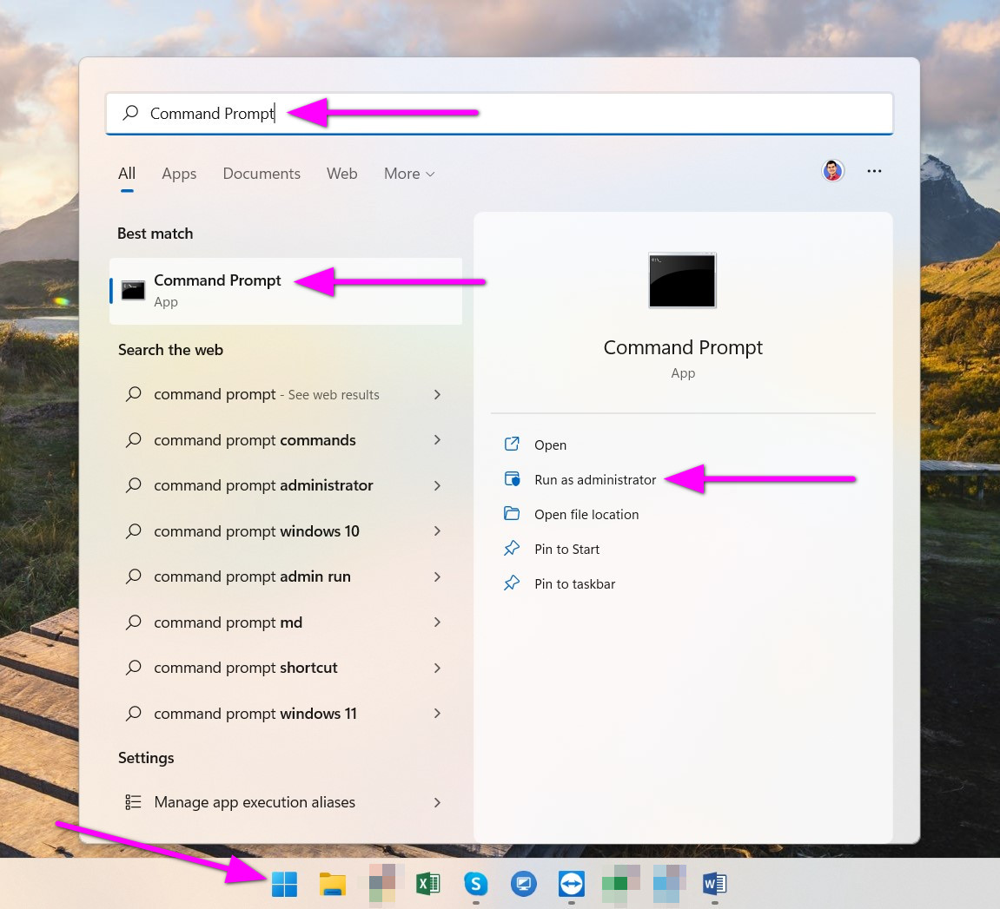 Command Prompt
All Apps Documents Web More
Best match
Command Prompt
App
Search the web
command prompt - See web results
command prompt commands
command prompt administrator
command prompt windows 10
command prompt admin run
command prompt md
command prompt shortcut
command prompt windows 11
Settings
Manage app execution aliases
Command Prompt
App
Open
Run as administrator
Open file location
Pin to Start
Pin to taskbar